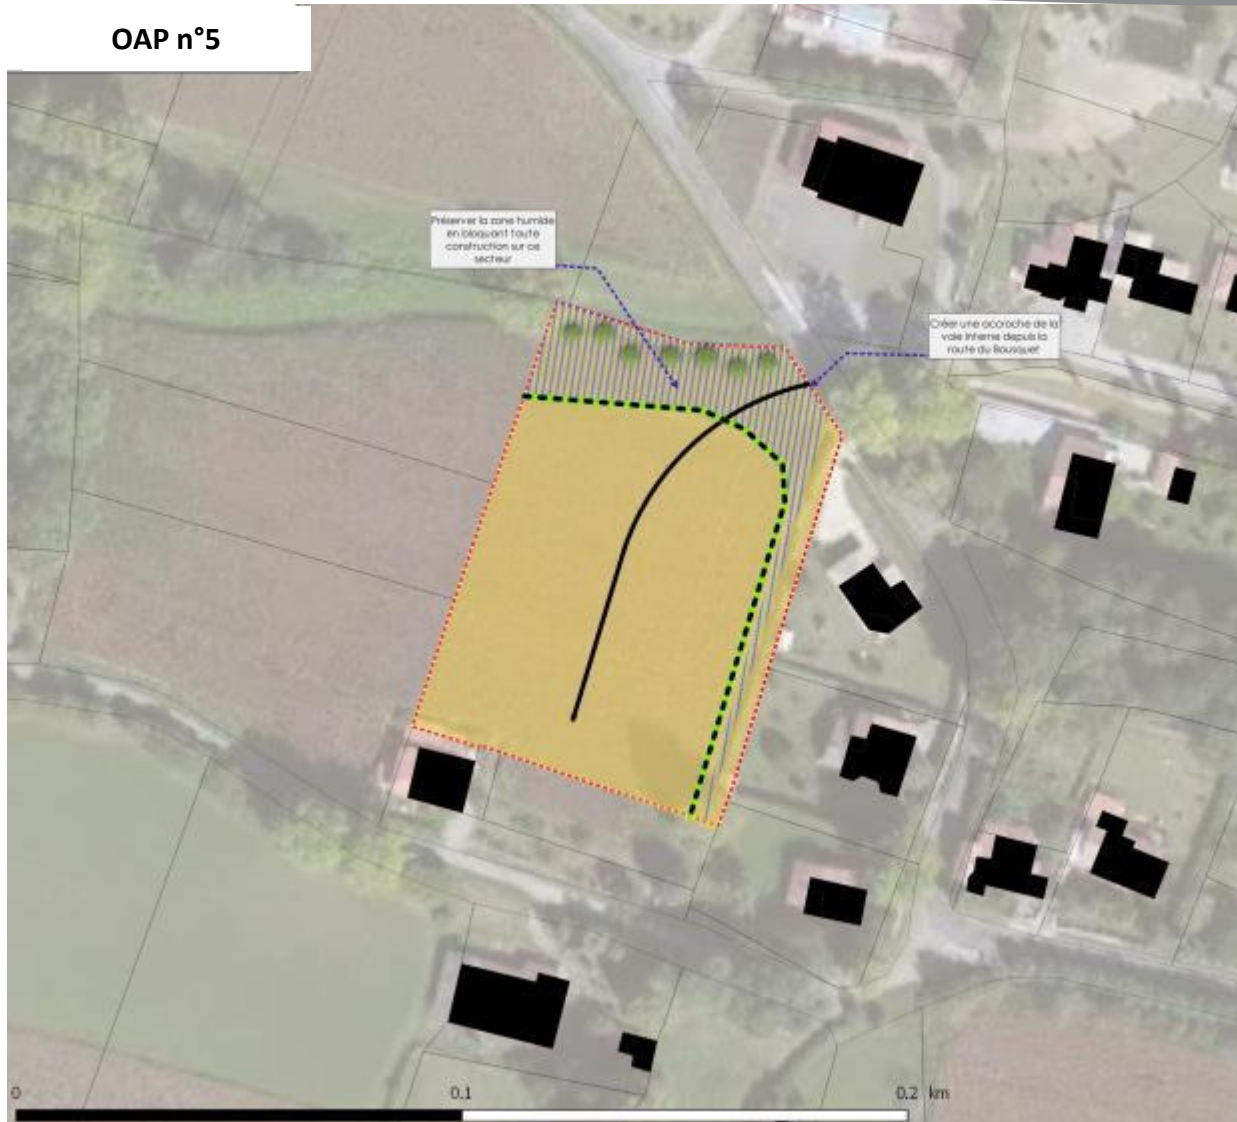 OAP n°5
Préserver la zone humide
en bloquant toute
construction sur ce
secteur
Créer une accroche de la
voie interne depuis la
route du Bousquet
0
0.1
0.2 km